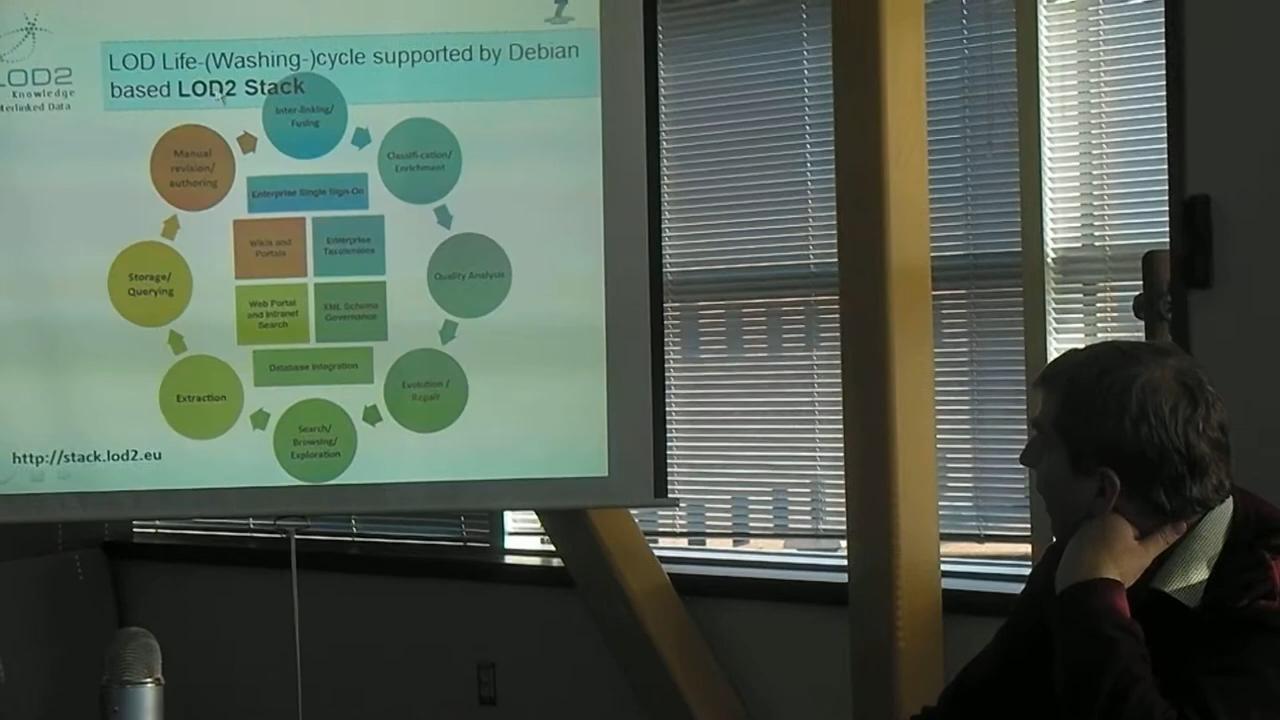 LOD2
Knowledge
terlinked Data
LOD Life-(Washing-)cycle supported by Debian
based LOD2 Stack
Inter-linking/
Fusing
Classifi-cation/
Enrichment
Manual
revision/
authoring
Enterprise Single Sign-On
Wikis and
Portals
Enterprise
Taxonomies
Quality Analysis
Storage/
Querying
Web Portal
and Intranet
Search
XML Schema
Governance
Database Integration
Evolution /
Repair
Extraction
Search/
Browsing/
Exploration
http://stack.lod2.eu